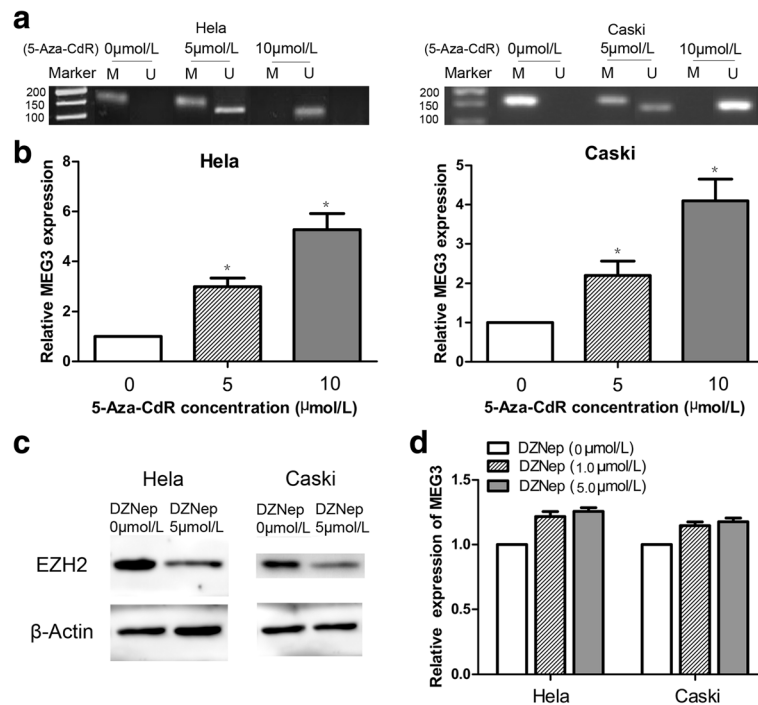 a
Hela
(5-Aza-CdR) 0μmol/L 5μmol/L 10μmol/L
Marker M U M U M U
200
150
100
Caski
(5-Aza-CdR) 0μmol/L 5μmol/L 10μmol/L
Marker M U M U M U
200
150
100
b
Hela
Relative MEG3 expression
8
6
4
2
0
*
*
0 5 10
5-Aza-CdR concentration (μmol/L)
Caski
Relative MEG3 expression
5
4
3
2
1
0
*
*
0 5 10
5-Aza-CdR concentration (μmol/L)
c
Hela Caski
DZNep DZNep DZNep DZNep
0μmol/L 5μmol/L 0μmol/L 5μmol/L
EZH2
β-Actin
d
DZNep (0 μmol/L)
DZNep (1.0 μmol/L)
DZNep (5.0 μmol/L)
Relative expression of MEG3
1.5
1.0
0.5
0.0
Hela Caski